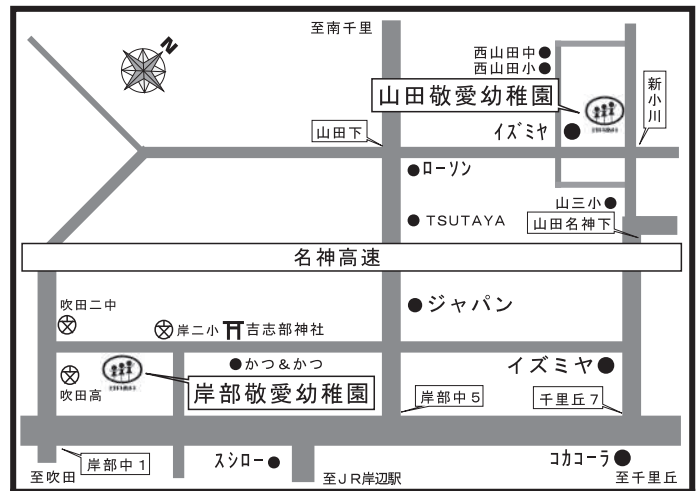 至南千里
N
西山田中
西山田小
新小川
山田敬愛幼稚園
山田下
イズミヤ
ローソン
山三小
TSUTAYA
山田名神下
名神高速
吹田二中
ジャパン
岸二小
吉志部神社
かつ&かつ
イズミヤ
吹田高
岸部敬愛幼稚園
岸部中5
千里丘7
岸部中1
スシロー
コカコーラ
至吹田
至JR岸辺駅
至千里丘